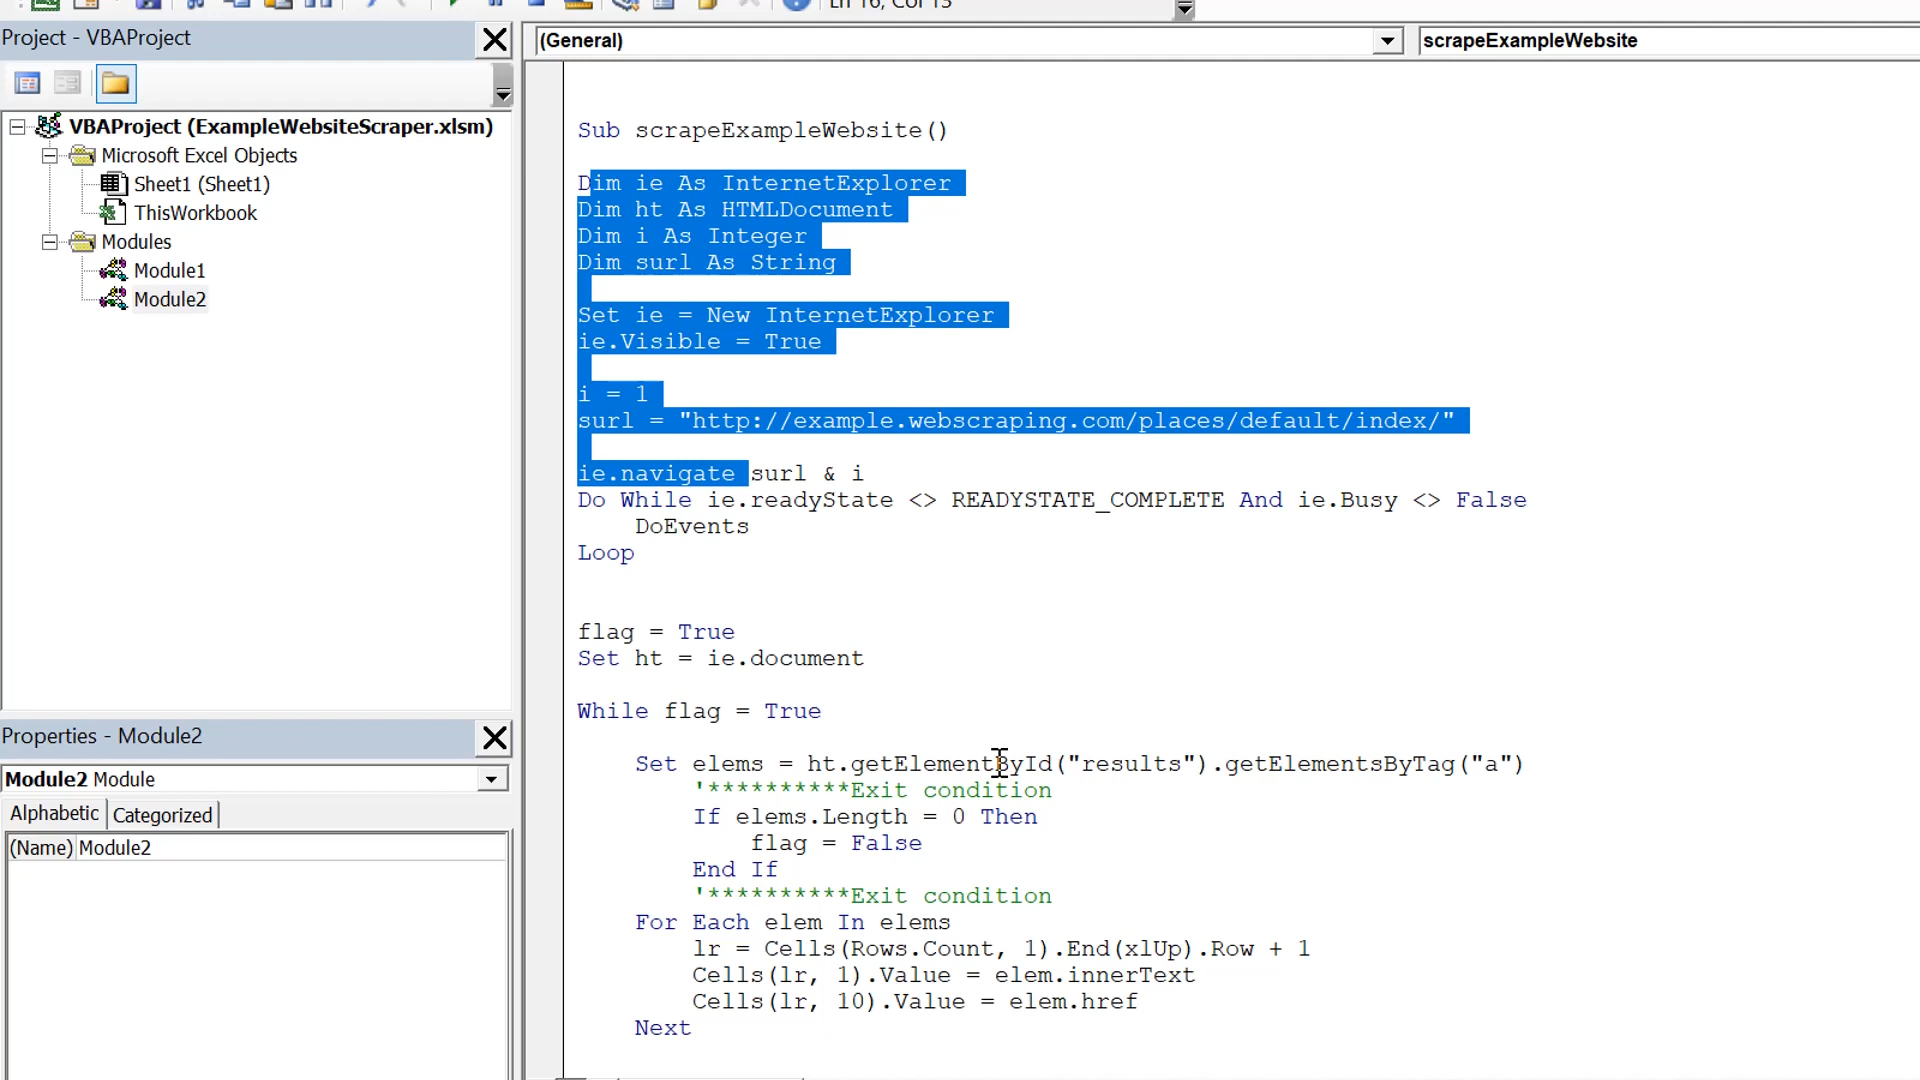 Ln 16, Col 13
Project - VBAProject
VBAProject (ExampleWebsiteScraper.xlsm)
Microsoft Excel Objects
Sheet1 (Sheet1)
ThisWorkbook
Modules
Module1
Module2
Properties - Module2
Module2 Module
Alphabetic
Categorized
(Name) Module2
(General)
scrapeExampleWebsite
Sub scrapeExampleWebsite()
Dim ie As InternetExplorer
Dim ht As HTMLDocument
Dim i As Integer
Dim surl As String
Set ie = New InternetExplorer
ie.Visible = True
i = 1
surl = "http://example.webscraping.com/places/default/index/"
ie.navigate surl & i
Do While ie.readyState <> READYSTATE_COMPLETE And ie.Busy <> False
DoEvents
Loop
flag = True
Set ht = ie.document
While flag = True
Set elems = ht.getElementById("results").getElementsByTag("a")
'**********Exit condition
If elems.Length = 0 Then
flag = False
End If
'**********Exit condition
For Each elem In elems
lr = Cells(Rows.Count, 1).End(xlUp).Row + 1
Cells(lr, 1).Value = elem.innerText
Cells(lr, 10).Value = elem.href
Next